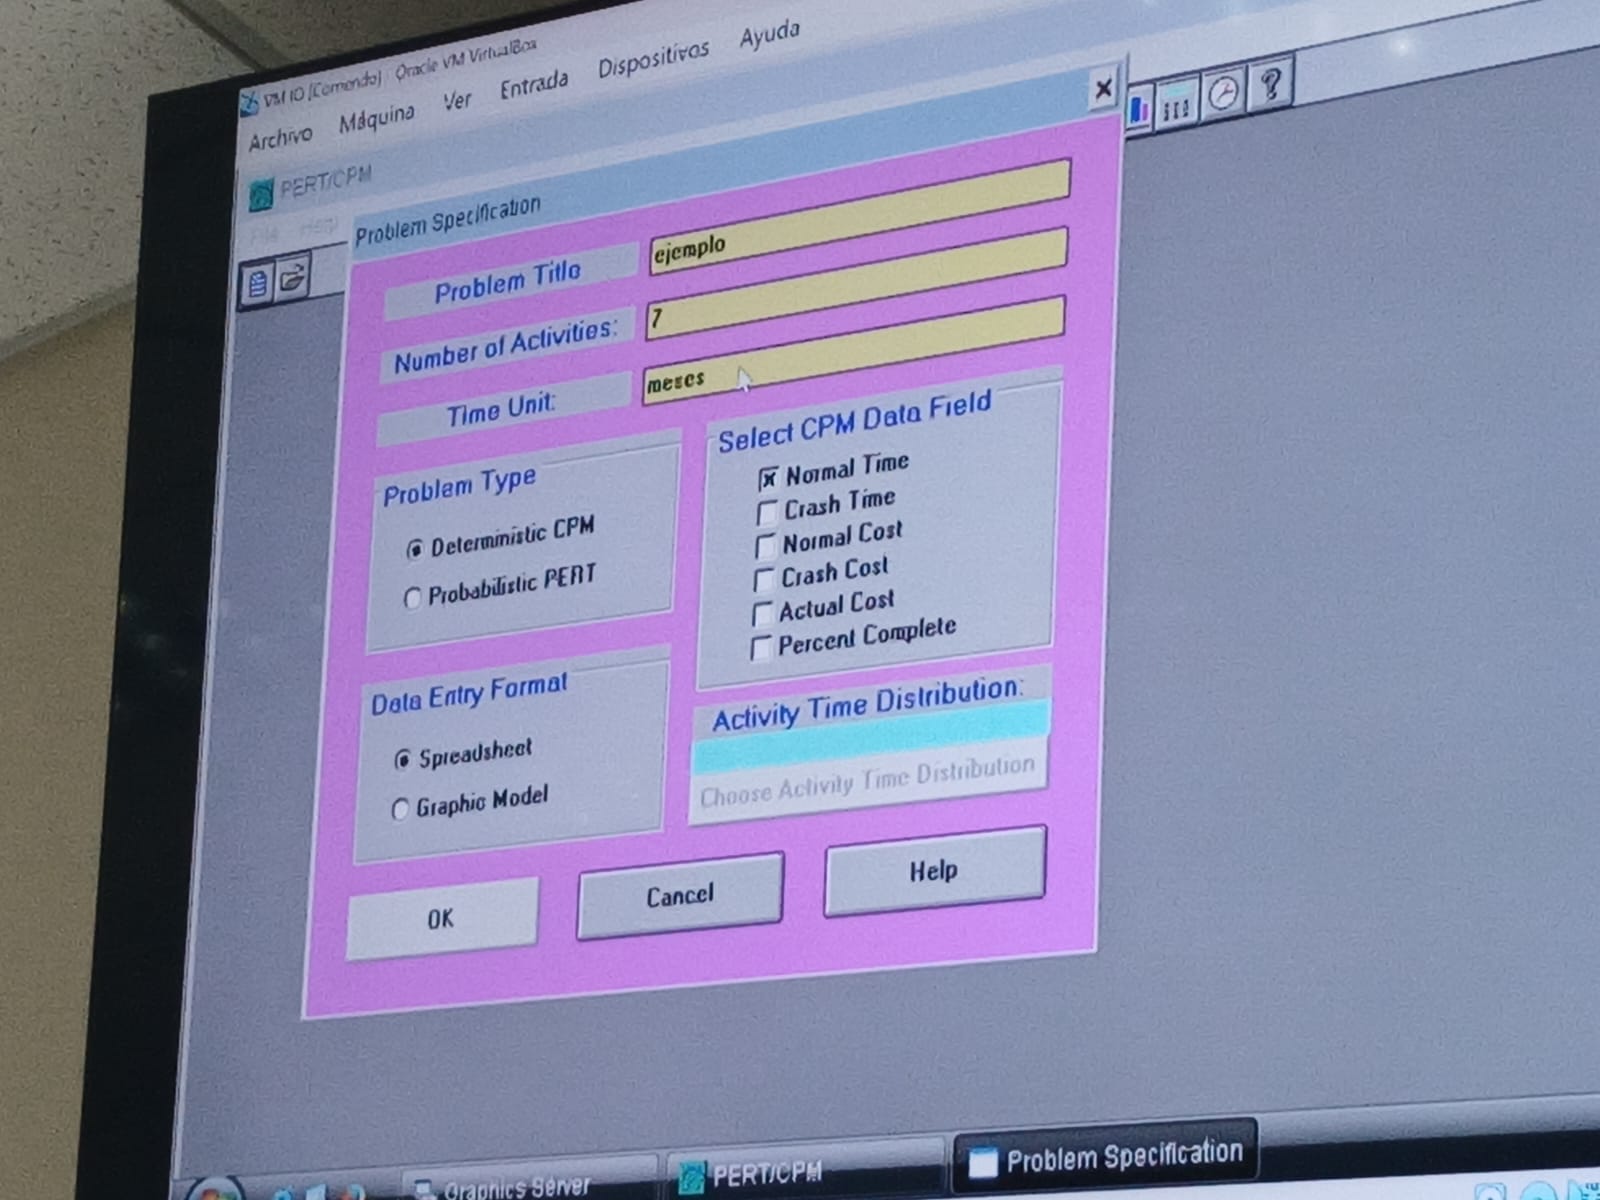 VM IO [Corriendo] - Oracle VM VirtualBox
Archivo Máquina Ver Entrada Dispositivos Ayuda
PERT/CPM
File Help
Problem Specification
Problem Title ejemplo
Number of Activities: 7
Time Unit: meses
Problem Type
Deterministic CPM
Probabilistic PERT
Select CPM Data Field
Normal Time
Crash Time
Normal Cost
Crash Cost
Actual Cost
Percent Complete
Data Entry Format
Spreadsheet
Graphic Model
Activity Time Distribution:
Choose Activity Time Distribution
OK Cancel Help
Graphics Server PERT/CPM Problem Specification